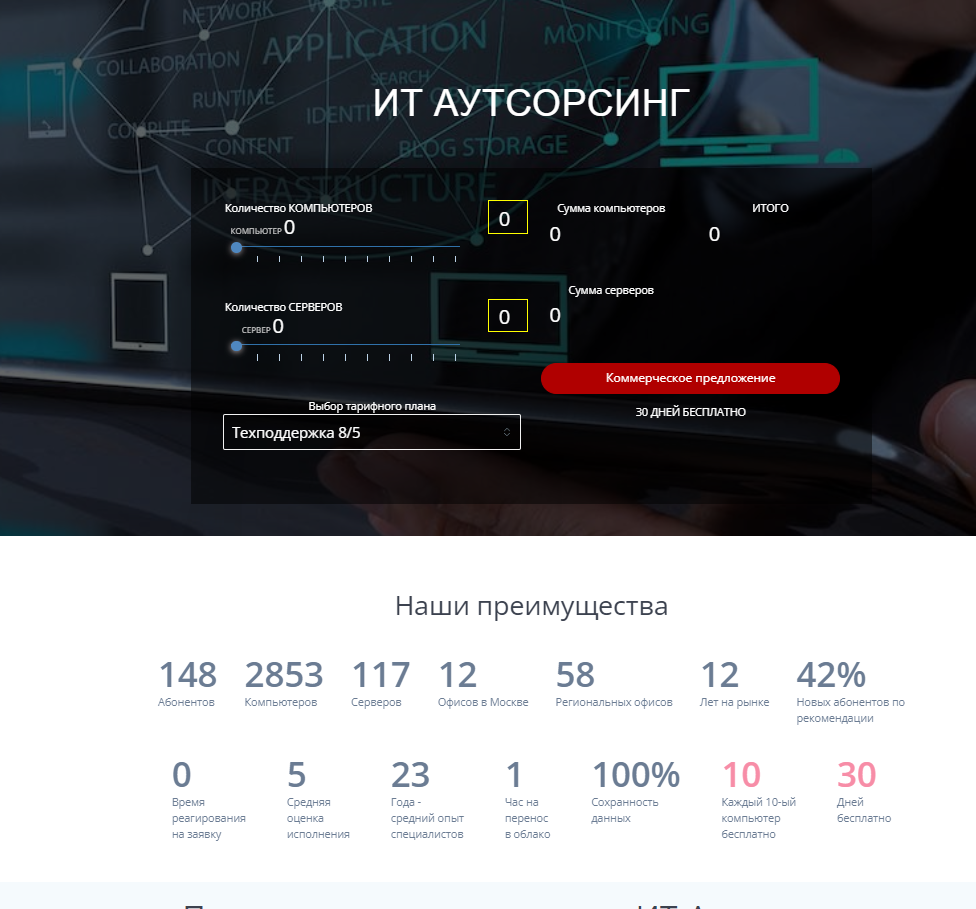 NETWORK
WEBSITE
APPLICATION
MONITORING
COLLABORATION
SEARCH
RUNTIME
STORAGE
COMPUTE
CONTENT
BLOG STORAGE
INFRASTRUCTURE
ИТ АУТСОРСИНГ
Количество КОМПЬЮТЕРОВ
КОМПЬЮТЕР 0
0
Сумма компьютеров
0
ИТОГО
0
Количество СЕРВЕРОВ
СЕРВЕР 0
0
Сумма серверов
0
Коммерческое предложение
30 ДНЕЙ БЕСПЛАТНО
Выбор тарифного плана
Техподдержка 8/5
Наши преимущества
148
Абонентов
2853
Компьютеров
117
Серверов
12
Офисов в Москве
58
Региональных офисов
12
Лет на рынке
42%
Новых абонентов по
рекомендации
0
Время
реагирования
на заявку
5
Средняя
оценка
исполнения
23
Года -
средний опыт
специалистов
1
Час на
перенос
в облако
100%
Сохранность
данных
10
Каждый 10-ый
компьютер
бесплатно
30
Дней
бесплатно